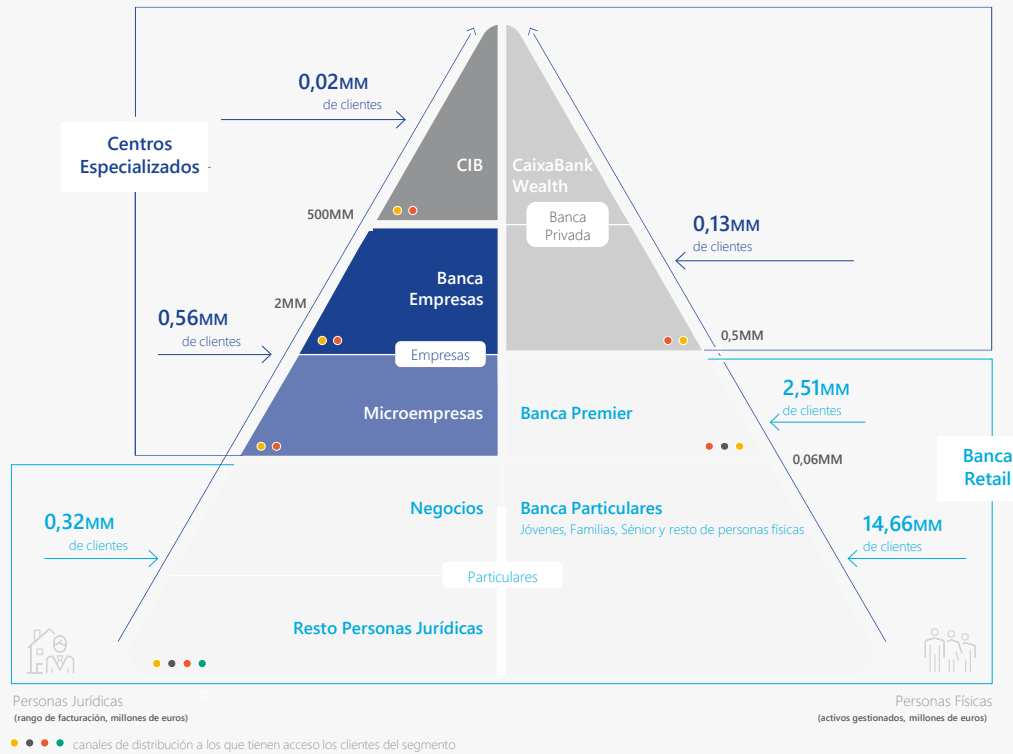 0,02MM
de clientes
Centros
Especializados
CIB
CaixaBank
Wealth
Banca
Privada
500MM
0,13MM
de clientes
Banca
Empresas
2MM
0,56MM
de clientes
0,5MM
Empresas
2,51MM
de clientes
Microempresas
Banca Premier
0,06MM
Banca
Retail
Negocios
Banca Particulares
Jóvenes, Familias, Sénior y resto de personas físicas
0,32MM
de clientes
14,66MM
de clientes
Particulares
Resto Personas Jurídicas
Personas Jurídicas
(rango de facturación, millones de euros)
Personas Físicas
(activos gestionados, millones de euros)
canales de distribución a los que tienen acceso los clientes del segmento